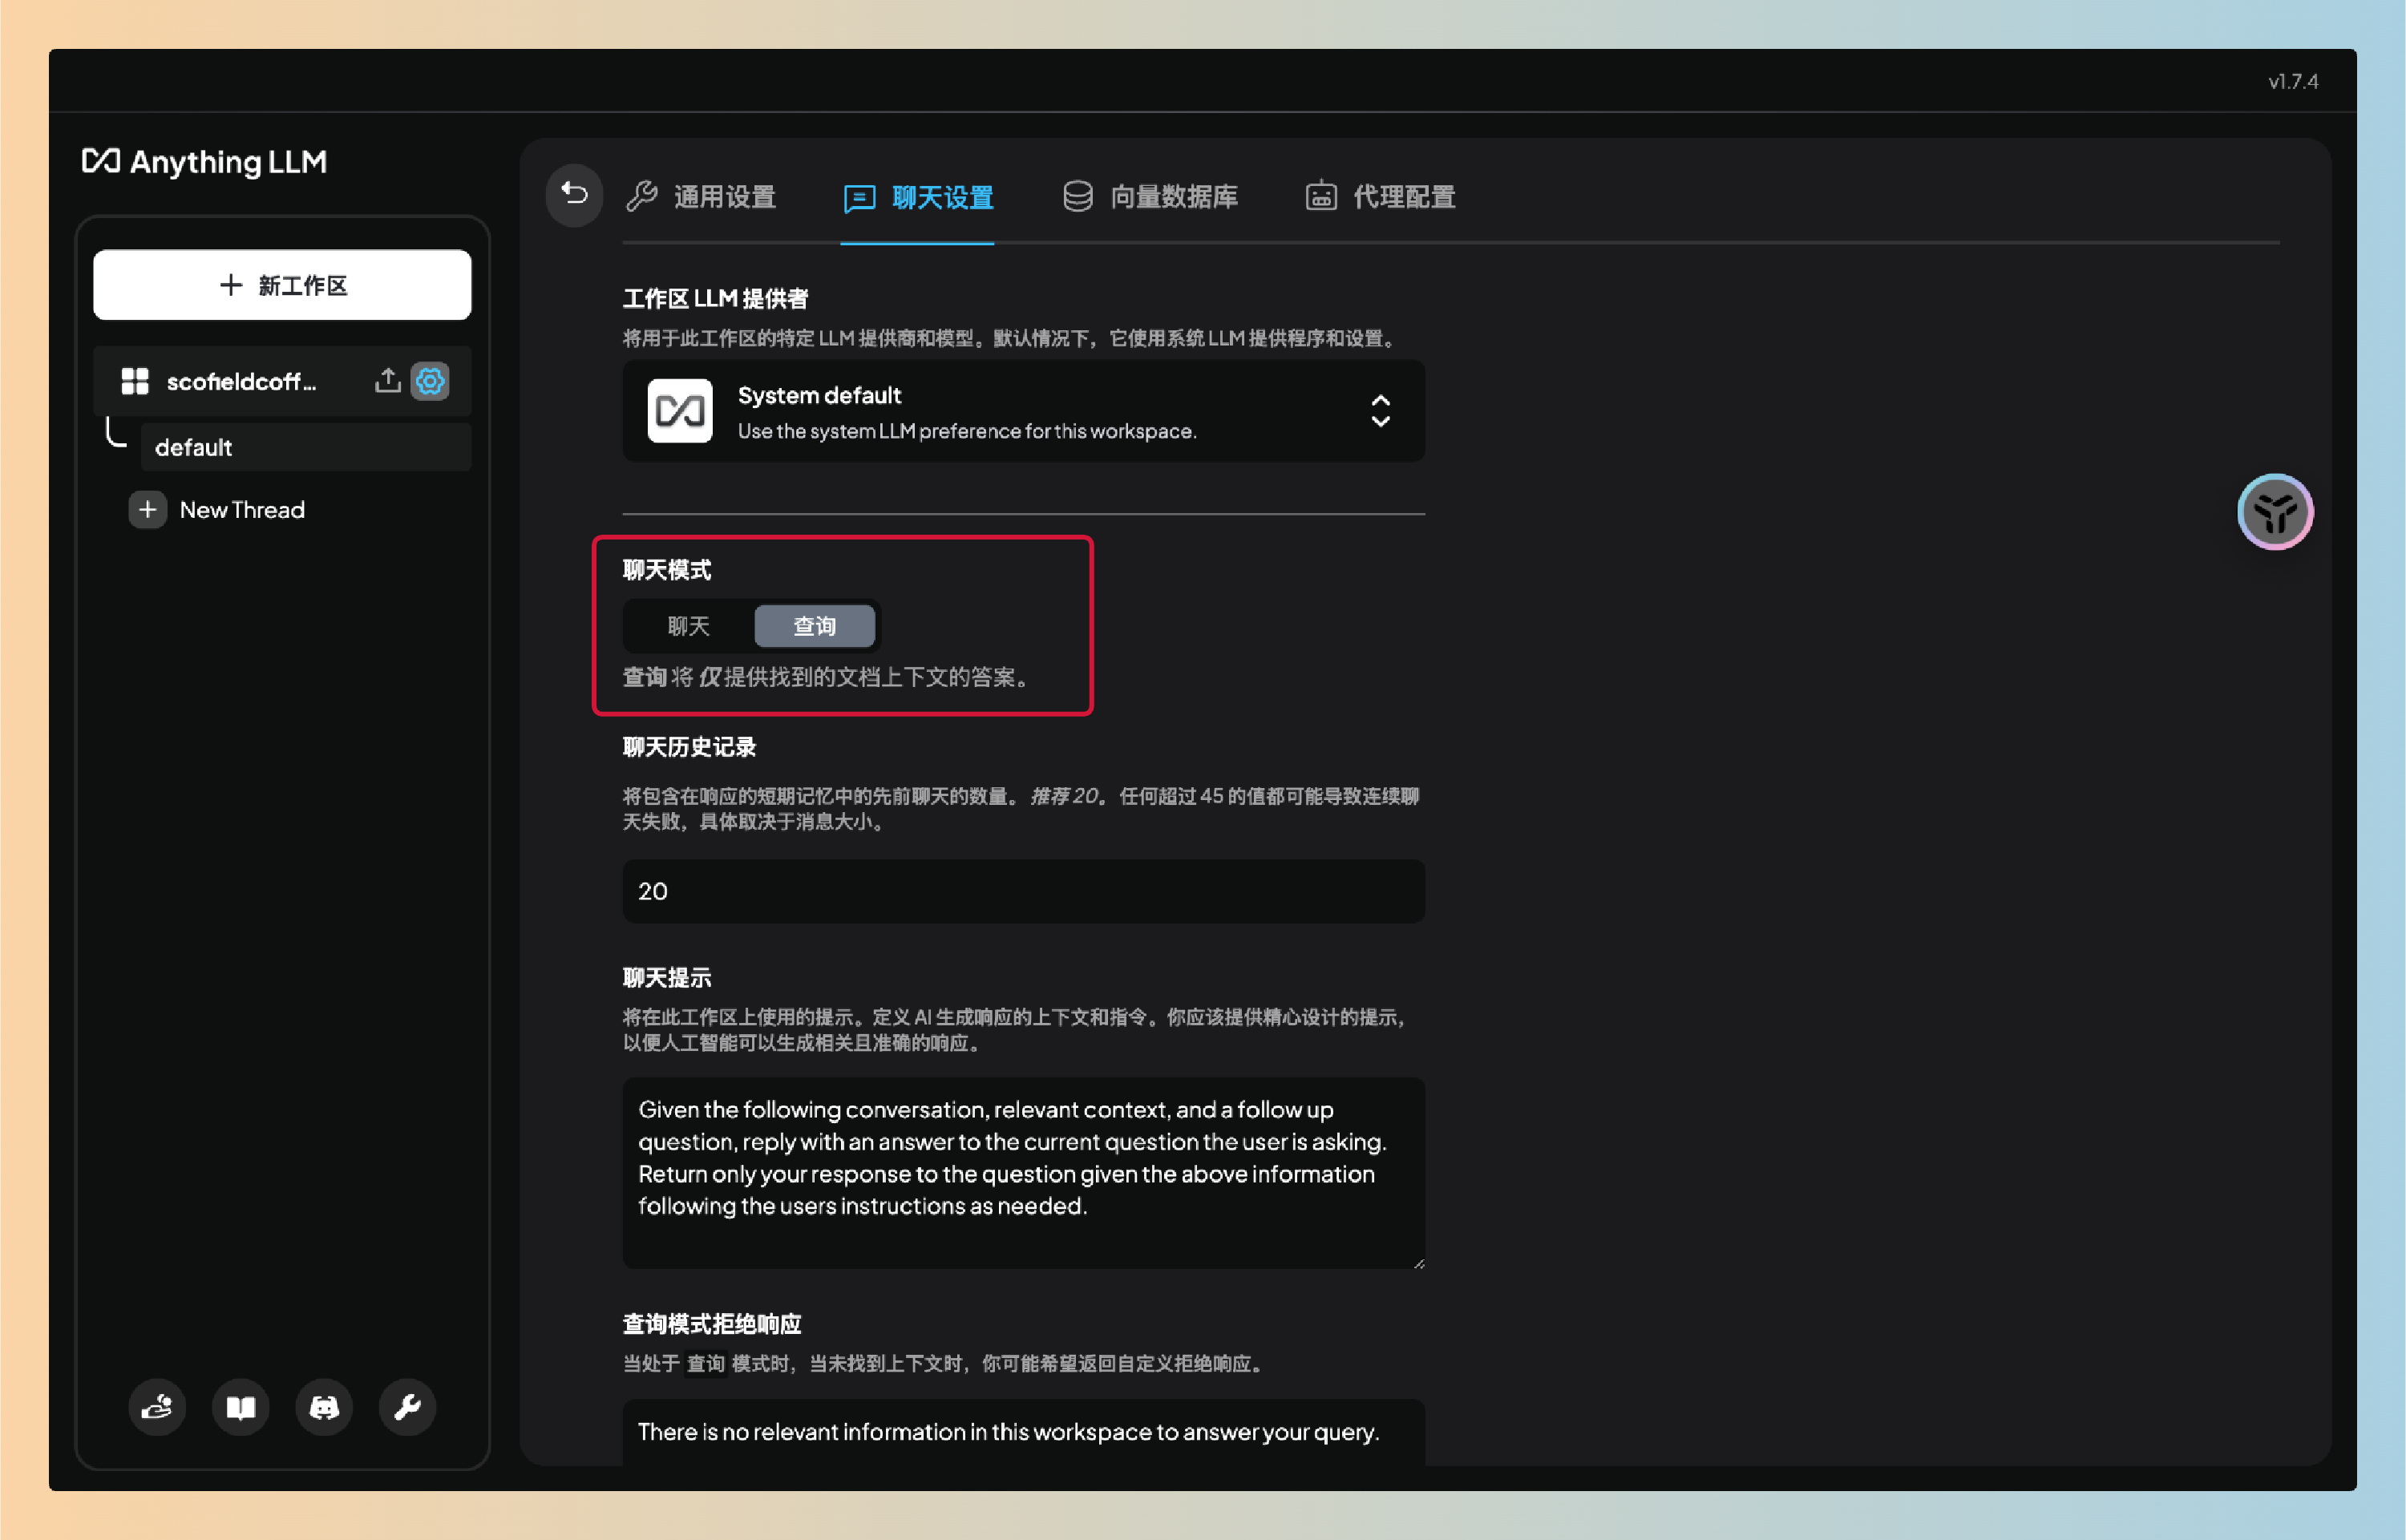 v1.7.4
Anything LLM
新工作区
scofieldcoff...
default
New Thread
通用设置
聊天设置
向量数据库
代理配置
工作区 LLM 提供者
将用于此工作区的特定 LLM 提供商和模型。默认情况下，它使用系统 LLM 提供程序和设置。
System default
Use the system LLM preference for this workspace.
聊天模式
聊天
查询
查询 将 仅 提供找到的文档上下文的答案。
聊天历史记录
将包含在响应的短期记忆中的先前聊天的数量。 推荐 20。 任何超过 45 的值都可能导致连续聊
天失败，具体取决于消息大小。
20
聊天提示
将在此工作区上使用的提示。定义 AI 生成响应的上下文和指令。你应该提供精心设计的提示，
以便人工智能可以生成相关且准确的响应。
Given the following conversation, relevant context, and a follow up
question, reply with an answer to the current question the user is asking.
Return only your response to the question given the above information
following the users instructions as needed.
查询模式拒绝响应
当处于 查询 模式时，当未找到上下文时，你可能希望返回自定义拒绝响应。
There is no relevant information in this workspace to answer your query.